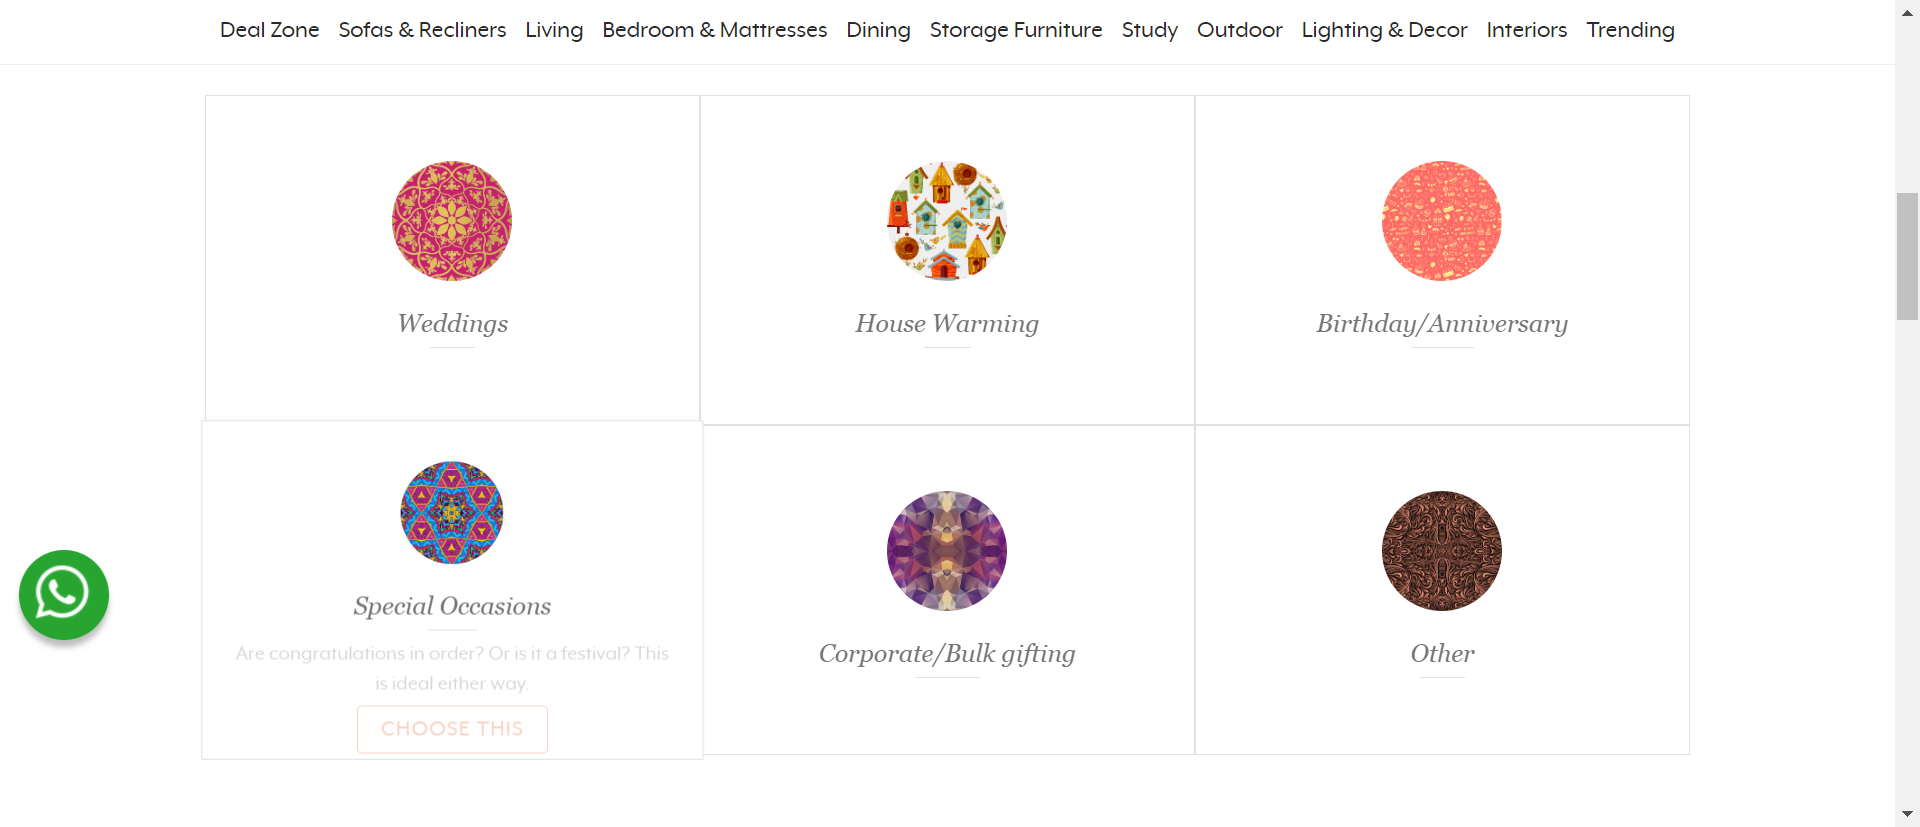 Deal Zone Sofas & Recliners Living Bedroom & Mattresses Dining Storage Furniture Study Outdoor Lighting & Decor Interiors Trending
Weddings
House Warming
Birthday/Anniversary
Special Occasions
Are congratulations in order? Or is it a festival? This
is ideal either way.
CHOOSE THIS
Corporate/Bulk gifting
Other